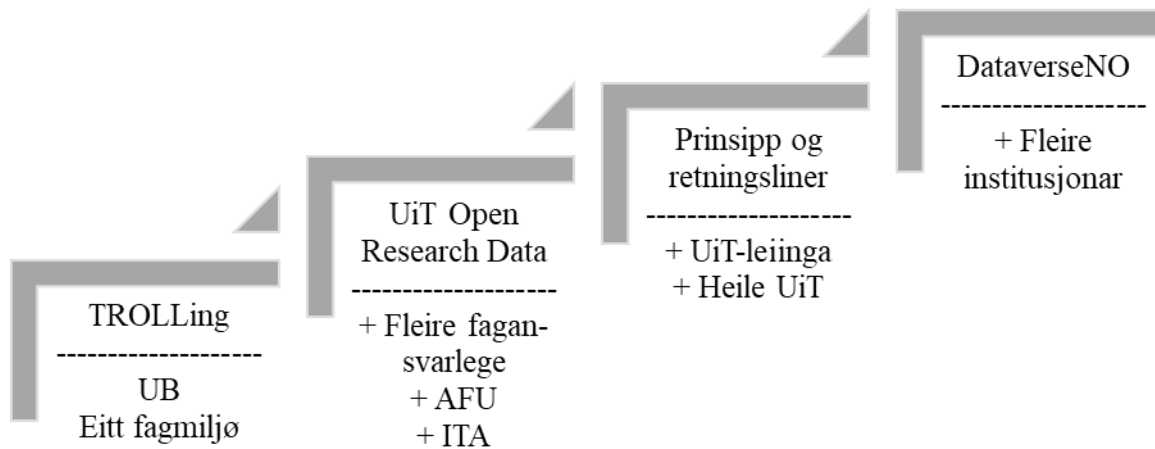 TROLLing
--------------------
UB
Eitt fagmiljø
UiT Open
Research Data
--------------------
+ Fleire fagan-
svarlege
+ AFU
+ ITA
Prinsipp og
retningsliner
--------------------
+ UiT-leiinga
+ Heile UiT
DataverseNO
--------------------
+ Fleire
institusjonar